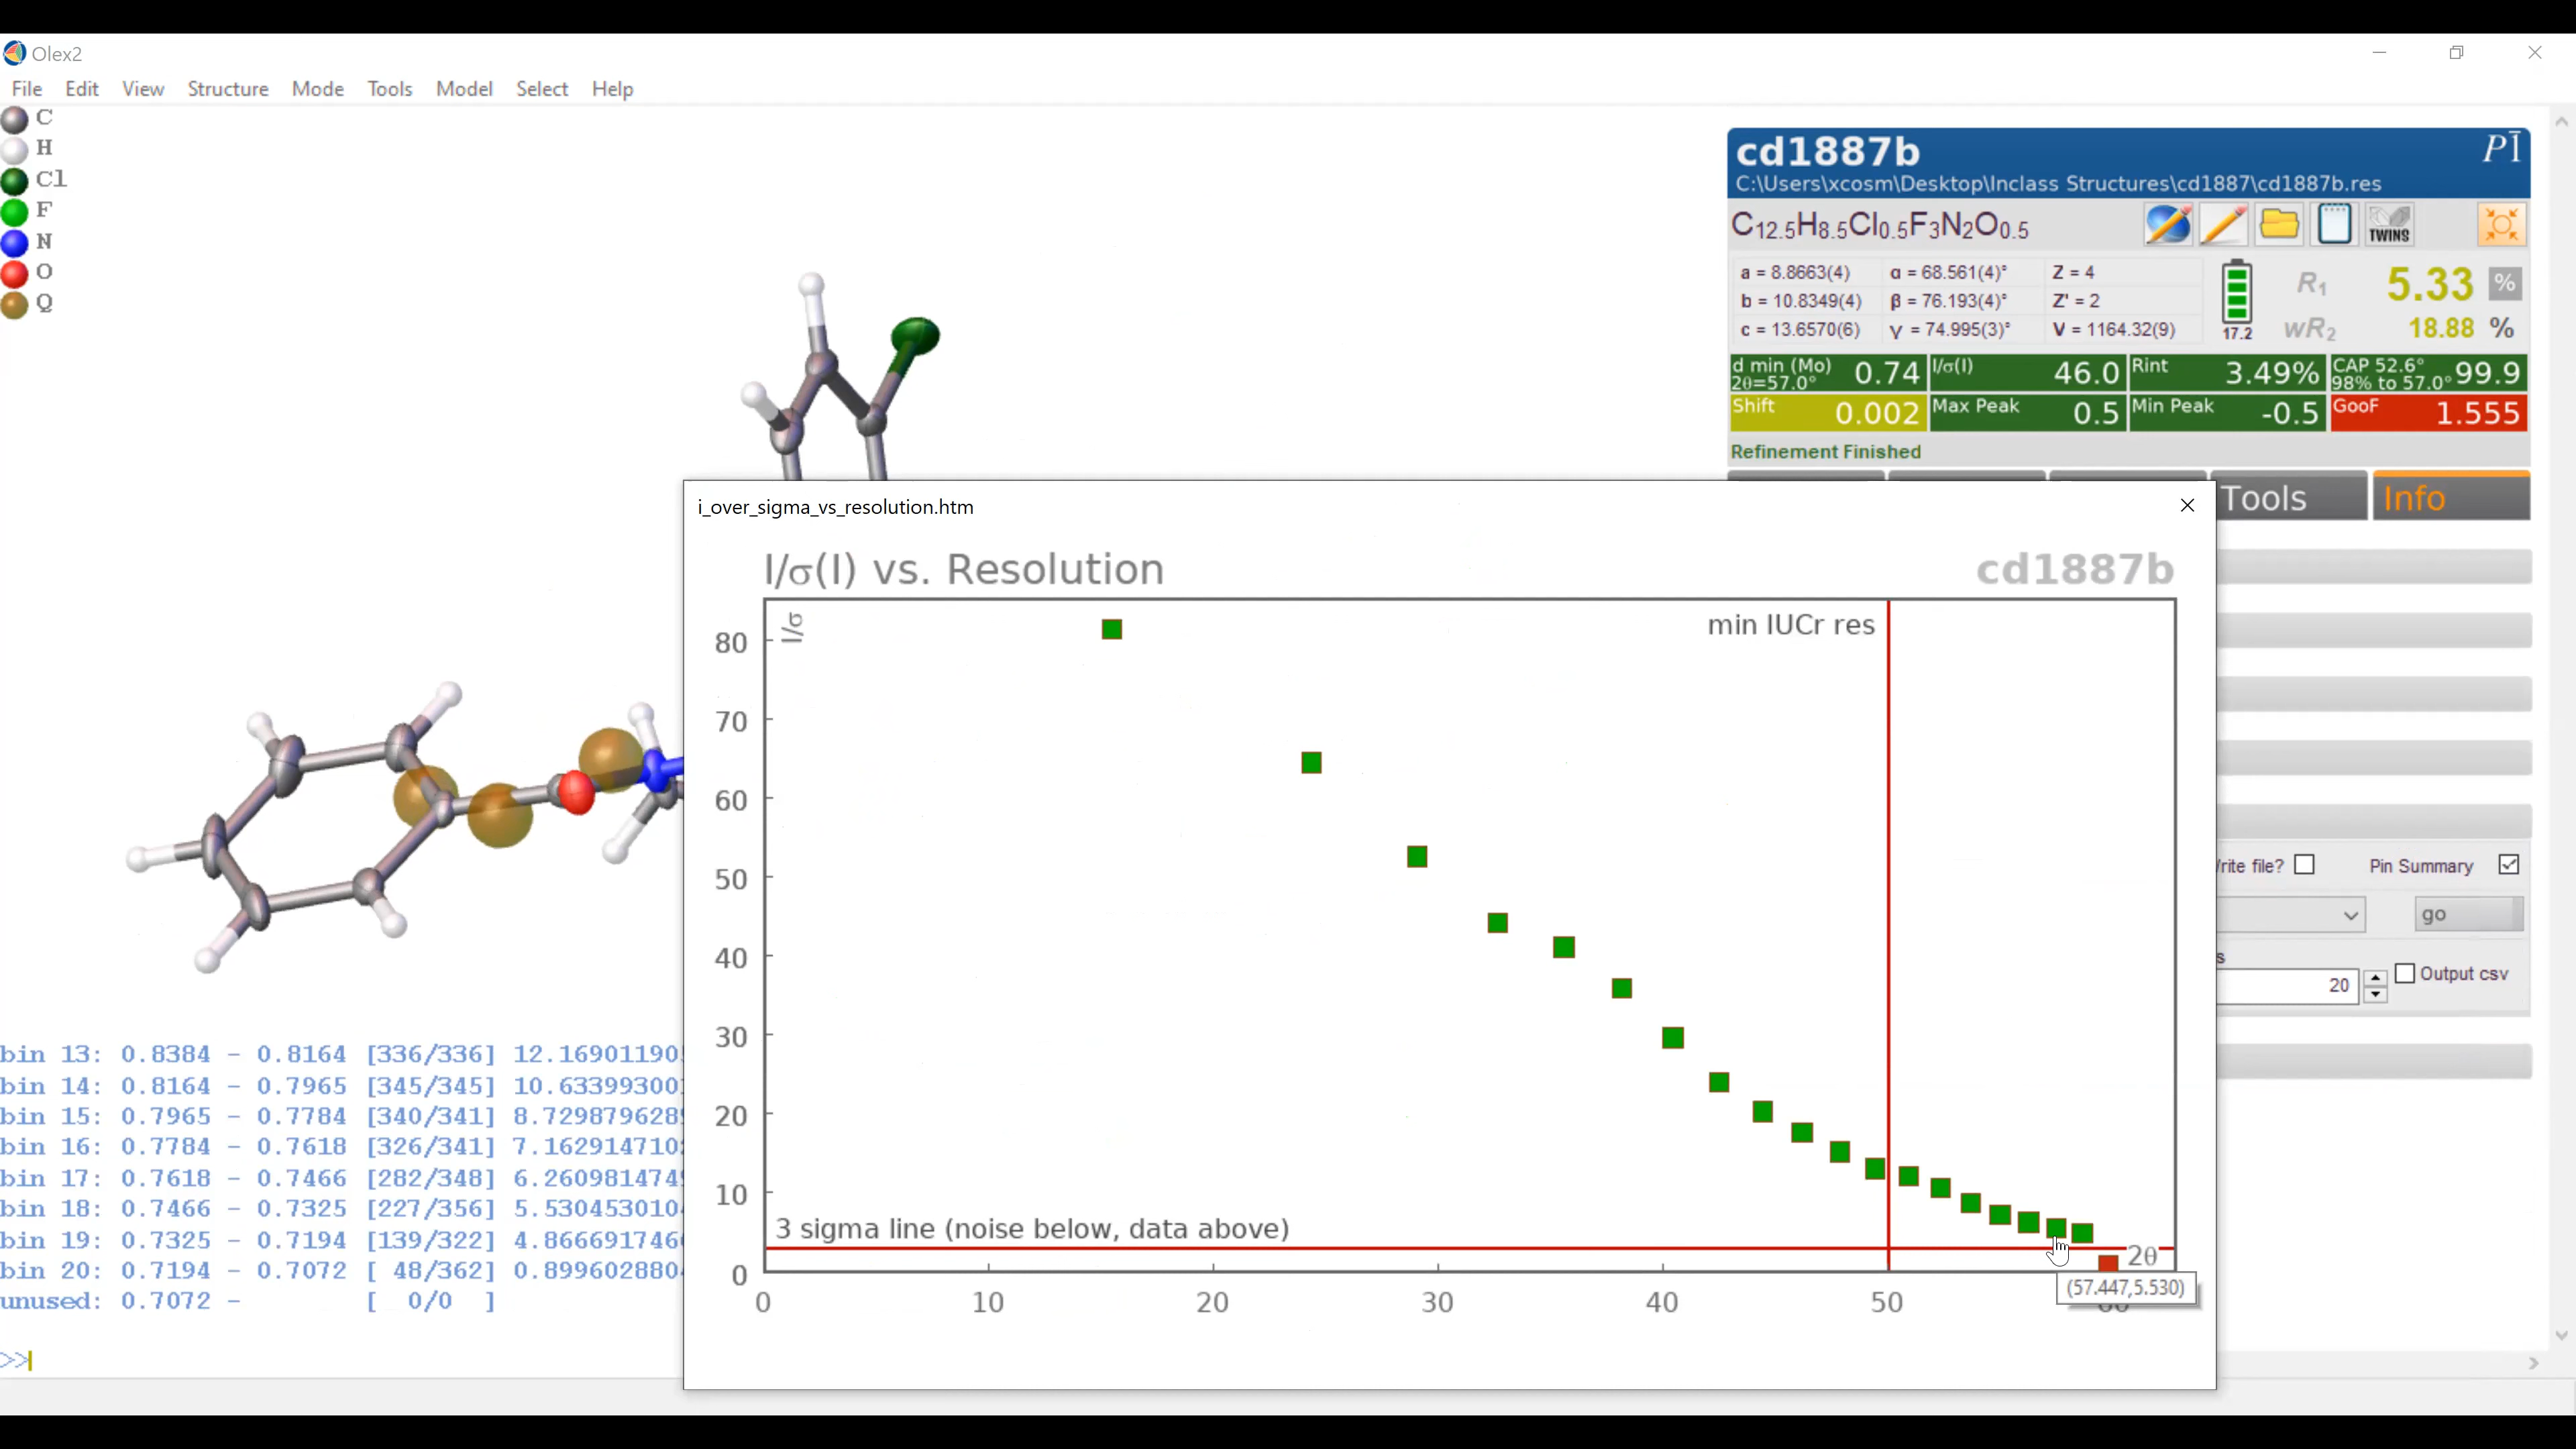 Olex2
File Edit View Structure Mode Tools Model Select Help
C
H
Cl
F
N
O
Q
cd1887b P1̄
C:\Users\xcosm\Desktop\Inclass Structures\cd1887\cd1887b.res
C12.5H8.5Cl0.5F3N2O0.5 TWINS
a = 8.8663(4) α = 68.561(4)° Z = 4
b = 10.8349(4) β = 76.193(4)° Z' = 2
c = 13.6570(6) γ = 74.995(3)° V = 1164.32(9)
17.2
R1 5.33 %
wR2 18.88 %
d min (Mo) 2θ=57.0° 0.74 I/σ(I) 46.0 Rint 3.49% CAP 52.6° 98% to 57.0° 99.9
Shift 0.002 Max Peak 0.5 Min Peak -0.5 GooF 1.555
Refinement Finished
Tools Info
i_over_sigma_vs_resolution.htm
I/σ(I) vs. Resolution cd1887b
I/σ
min IUCr res
80
70
60
50
40
30
20
10
0
3 sigma line (noise below, data above)
2θ
(57.447,5.530)
0 10 20 30 40 50
rite file? Pin Summary
go
s
20 Output csv
bin 13: 0.8384 - 0.8164 [336/336] 12.16901190
bin 14: 0.8164 - 0.7965 [345/345] 10.63399300
bin 15: 0.7965 - 0.7784 [340/341] 8.729879628
bin 16: 0.7784 - 0.7618 [326/341] 7.162914710
bin 17: 0.7618 - 0.7466 [282/348] 6.260981474
bin 18: 0.7466 - 0.7325 [227/356] 5.530453010
bin 19: 0.7325 - 0.7194 [139/322] 4.866691746
bin 20: 0.7194 - 0.7072 [ 48/362] 0.899602880
unused: 0.7072 - [ 0/0 ]
>>